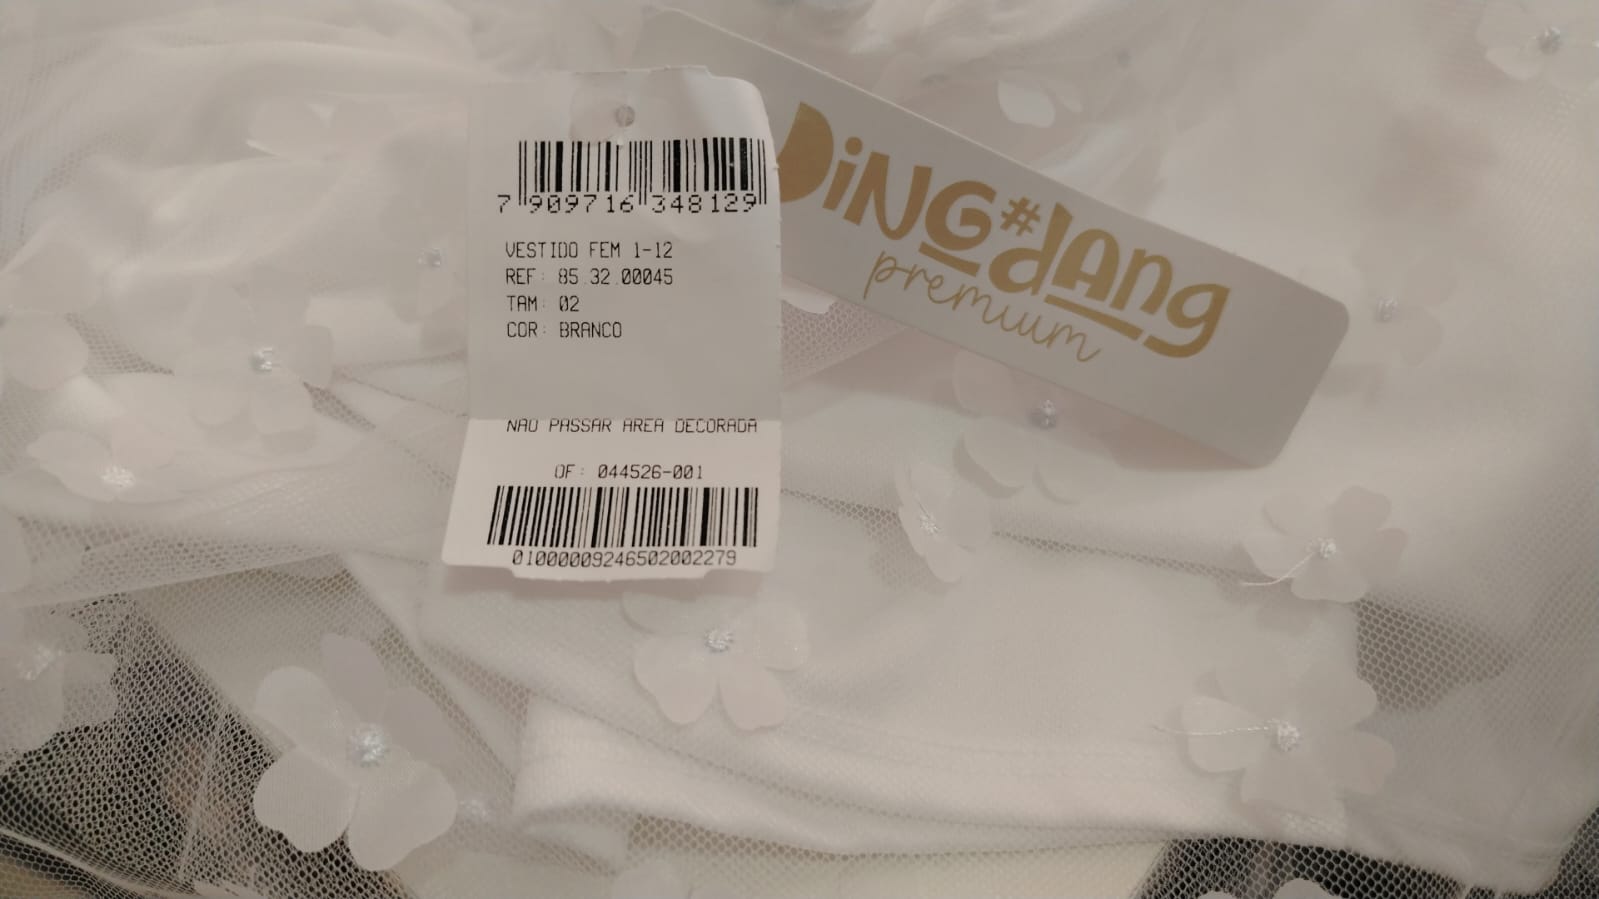 7 909716 348129
VESTIDO FEM 1-12
REF: 85.32.00045
TAM: 02
COR: BRANCO
NAO PASSAR AREA DECORADA
OF: 044526-001
01000009246502002279
DiNG#dANg
premium